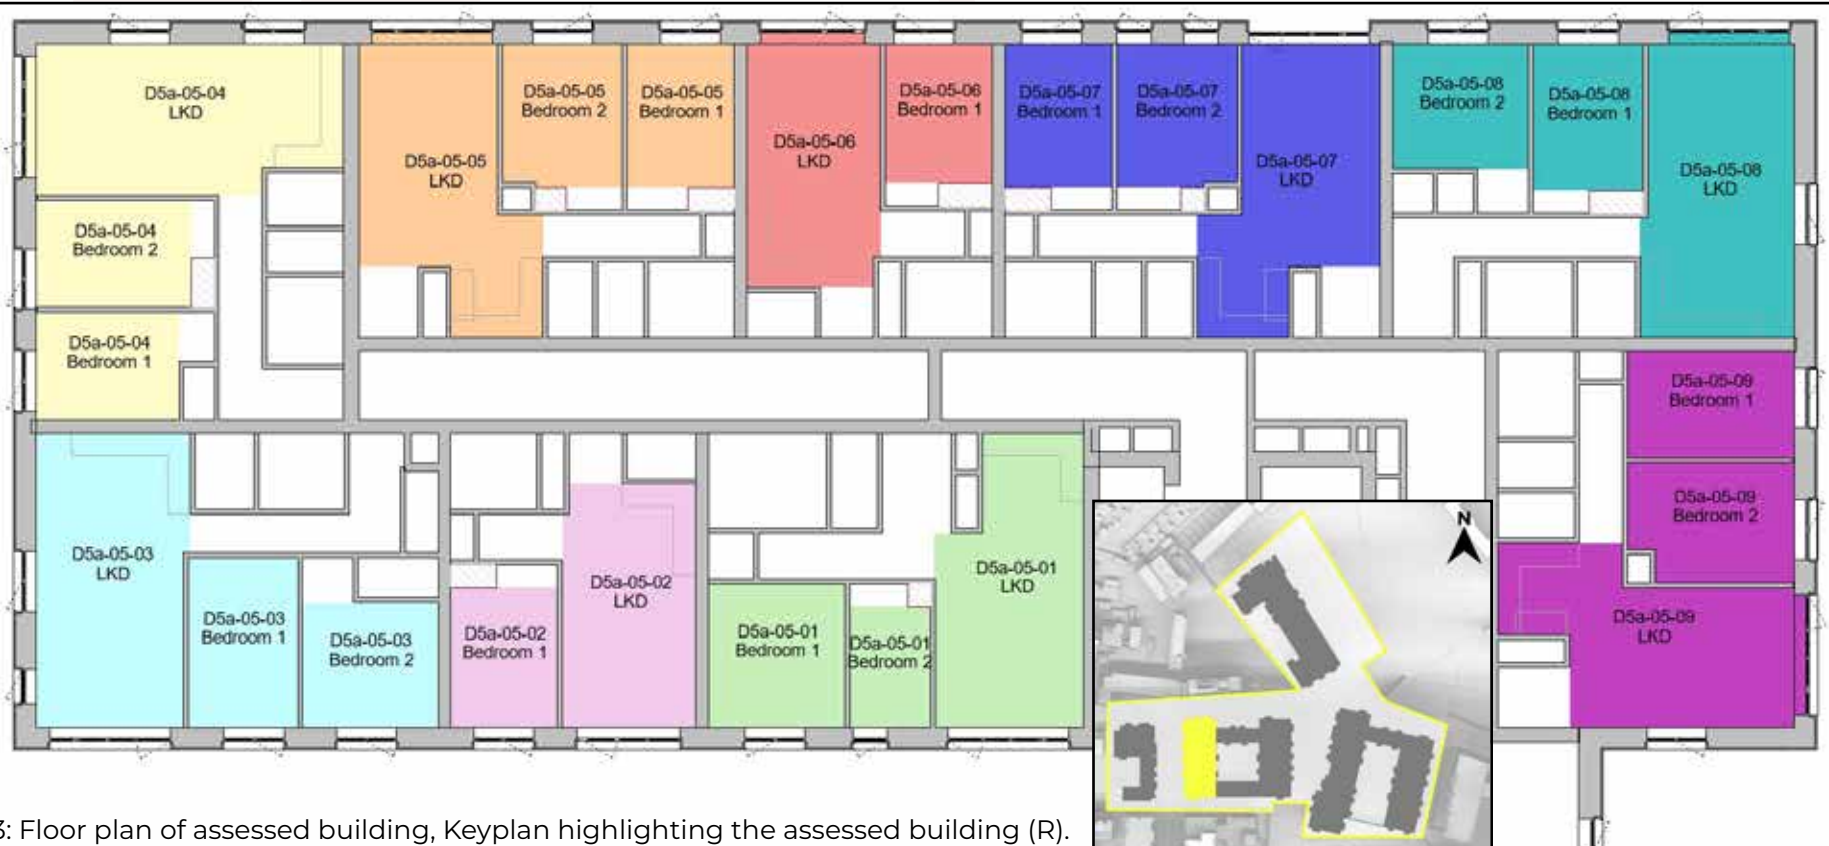 D5a-05-04
LKD
D5a-05-05
LKD
D5a-05-05
Bedroom 2
D5a-05-05
Bedroom 1
D5a-05-06
LKD
D5a-05-06
Bedroom 1
D5a-05-07
Bedroom 1
D5a-05-07
Bedroom 2
D5a-05-07
LKD
D5a-05-08
Bedroom 2
D5a-05-08
Bedroom 1
D5a-05-08
LKD
D5a-05-04
Bedroom 2
D5a-05-04
Bedroom 1
D5a-05-09
Bedroom 1
D5a-05-09
Bedroom 2
D5a-05-09
LKD
D5a-05-03
LKD
D5a-05-03
Bedroom 1
D5a-05-03
Bedroom 2
D5a-05-02
Bedroom 1
D5a-05-02
LKD
D5a-05-01
Bedroom 1
D5a-05-01
Bedroom 2
D5a-05-01
LKD
N
3: Floor plan of assessed building, Keyplan highlighting the assessed building (R).